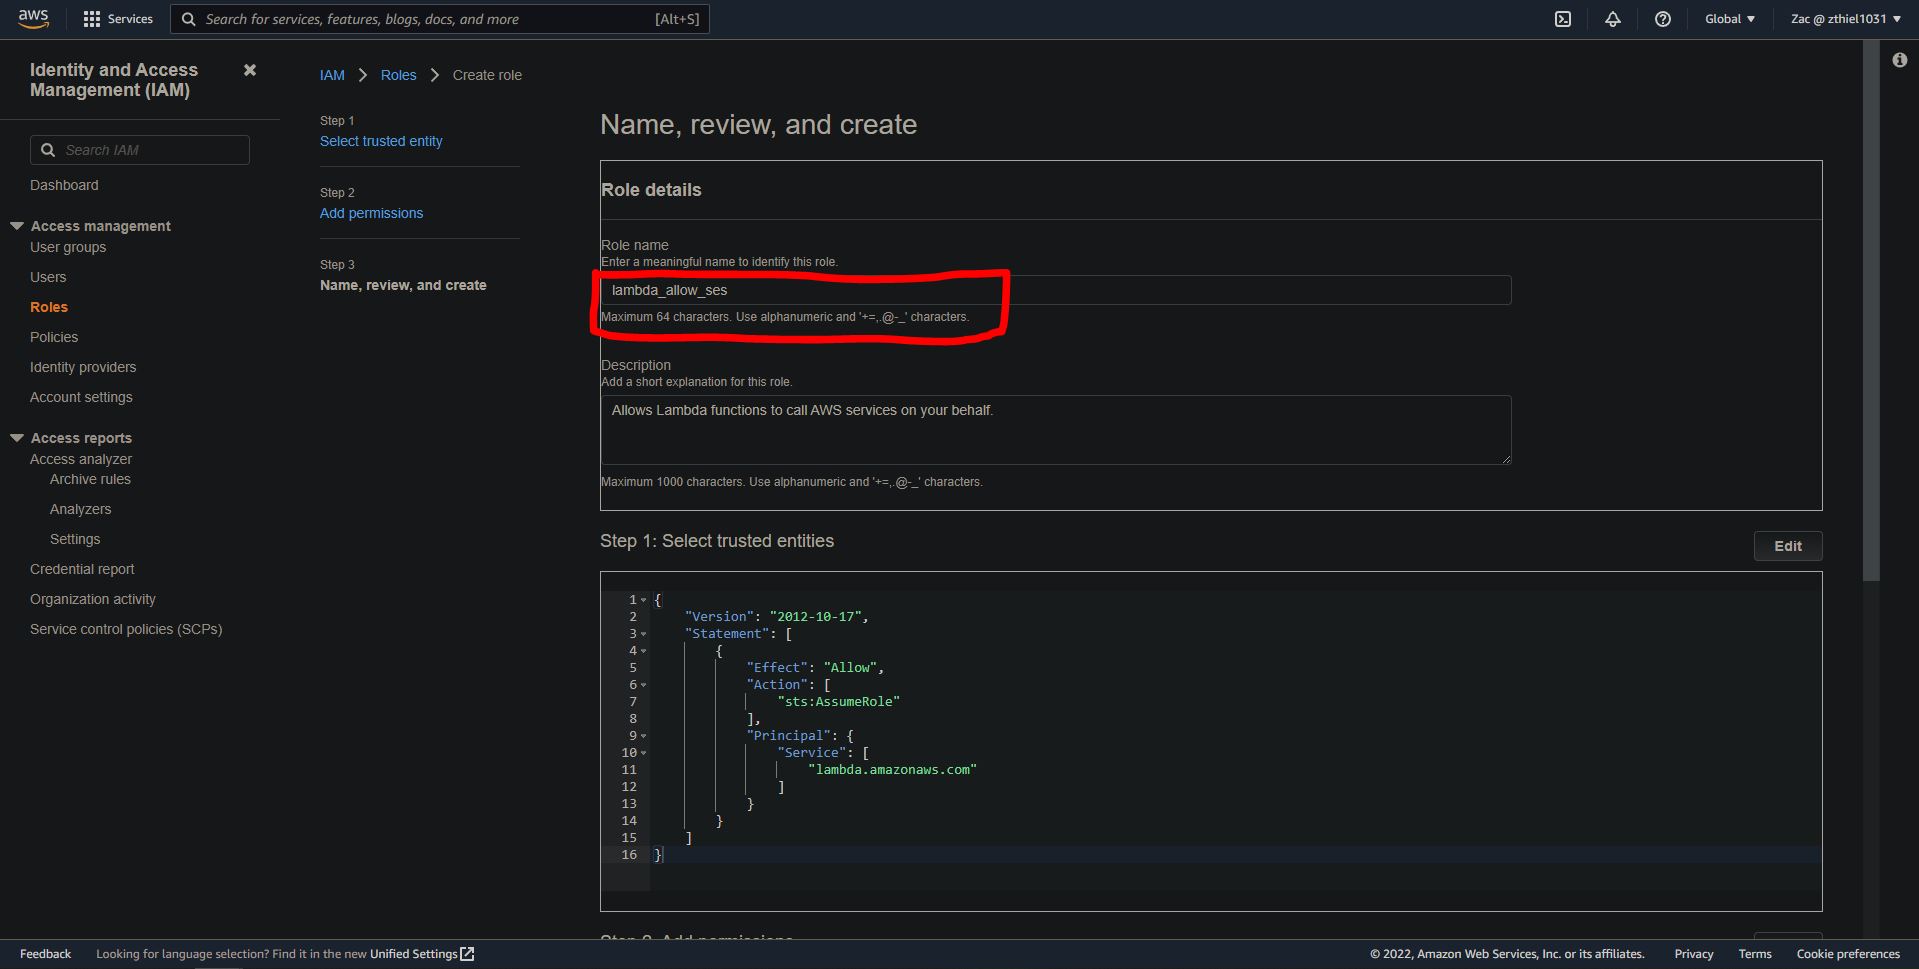 aws
Services
Search for services, features, blogs, docs, and more
[Alt+S]
Global
Zac @ zthiel1031
Identity and Access
Management (IAM)
Search IAM
Dashboard
Access management
User groups
Users
Roles
Policies
Identity providers
Account settings
Access reports
Access analyzer
Archive rules
Analyzers
Settings
Credential report
Organization activity
Service control policies (SCPs)
IAM > Roles > Create role
Step 1
Select trusted entity
Step 2
Add permissions
Step 3
Name, review, and create
Name, review, and create
Role details
Role name
Enter a meaningful name to identify this role.
lambda_allow_ses
Maximum 64 characters. Use alphanumeric and '+=,.@-_' characters.
Description
Add a short explanation for this role.
Allows Lambda functions to call AWS services on your behalf.
Maximum 1000 characters. Use alphanumeric and '+=,.@-_' characters.
Step 1: Select trusted entities
Edit
1 {
2 "Version": "2012-10-17",
3 "Statement": [
4 {
5 "Effect": "Allow",
6 "Action": [
7 "sts:AssumeRole"
8 ],
9 "Principal": {
10 "Service": [
11 "lambda.amazonaws.com"
12 ]
13 }
14 }
15 ]
16 }
Step 2: Add permissions
Feedback
Looking for language selection? Find it in the new Unified Settings
© 2022, Amazon Web Services, Inc. or its affiliates.
Privacy
Terms
Cookie preferences